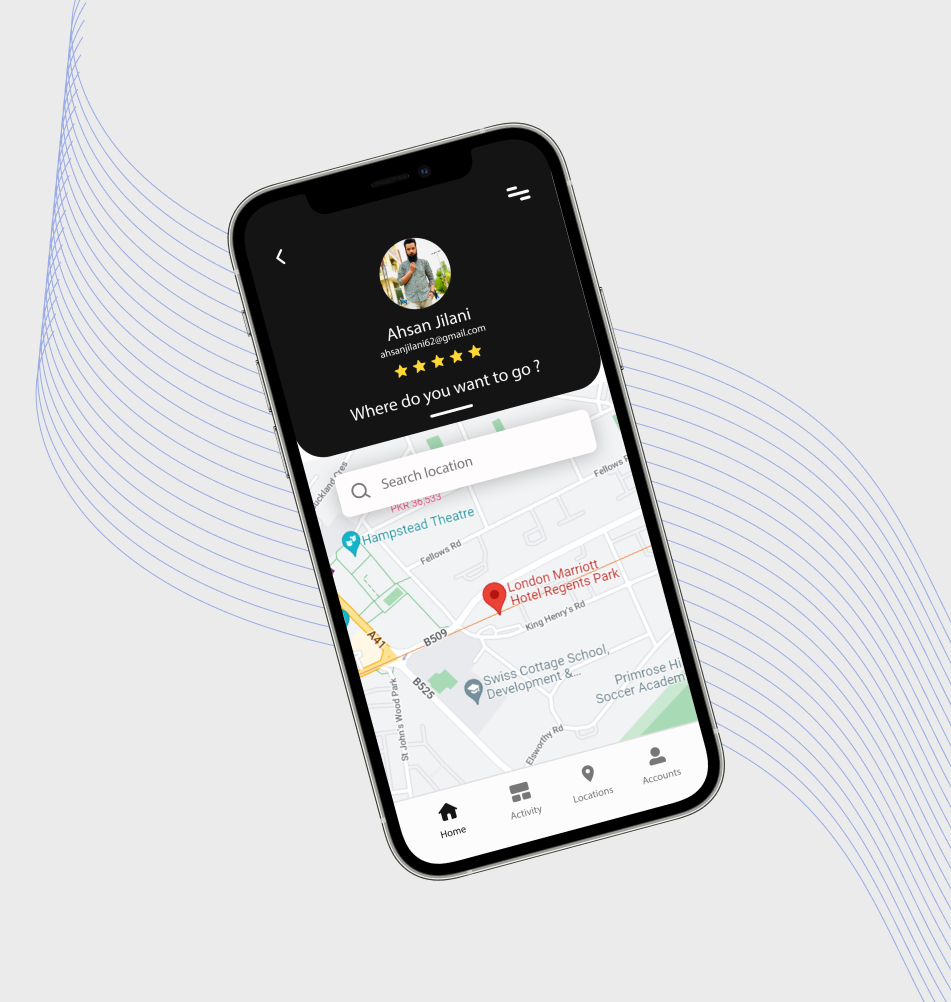 Ahsan Jilani
ahsanjilani62@gmail.com
Where do you want to go ?
Search location
PKR 36,533
Hampstead Theatre
Fellows Rd
Fellows R
London Marriott
Hotel Regents Park
King Henry's Rd
A41
B509
B525
Swiss Cottage School,
Development &...
Primrose Hi
Soccer Academ
St John's Wood Park
Elsworthy Rd
Home
Activity
Locations
Accounts